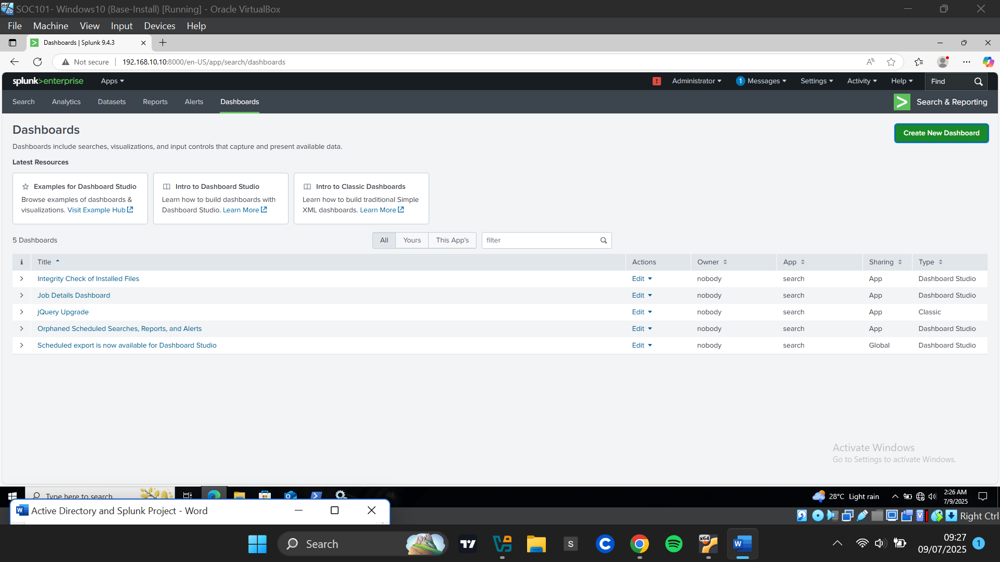 SOC101- Windows10 (Base-Install) [Running] - Oracle VirtualBox
File Machine View Input Devices Help
Dashboards | Splunk 9.4.3
Not secure 192.168.10.10:8000/en-US/app/search/dashboards
splunk>enterprise Apps ! Administrator 1 Messages Settings Activity Help Find
Search Analytics Datasets Reports Alerts Dashboards Search & Reporting
Dashboards
Create New Dashboard
Dashboards include searches, visualizations, and input controls that capture and present available data.
Latest Resources
Examples for Dashboard Studio
Browse examples of dashboards &
visualizations. Visit Example Hub
Intro to Dashboard Studio
Learn how to build dashboards with
Dashboard Studio. Learn More
Intro to Classic Dashboards
Learn how to build traditional Simple
XML dashboards. Learn More
5 Dashboards All Yours This App's filter
i Title Actions Owner App Sharing Type
Integrity Check of Installed Files Edit nobody search App Dashboard Studio
Job Details Dashboard Edit nobody search App Dashboard Studio
jQuery Upgrade Edit nobody search App Classic
Orphaned Scheduled Searches, Reports, and Alerts Edit nobody search App Dashboard Studio
Scheduled export is now available for Dashboard Studio Edit nobody search Global Dashboard Studio
Activate Windows
Go to Settings to activate Windows.
Type here to search 28°C Light rain 2:26 AM
7/9/2025
Active Directory and Splunk Project - Word
Right Ctrl
Search 09:27
09/07/2025 1